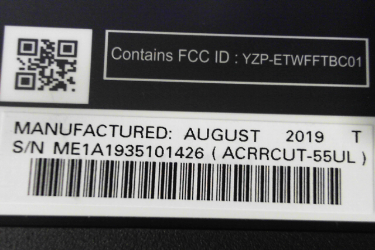 Contains FCC ID : YZP-ETWFFTBC01
MANUFACTURED: AUGUST 2019 T
S/N ME1A1935101426 ( ACRRCUT-55UL )